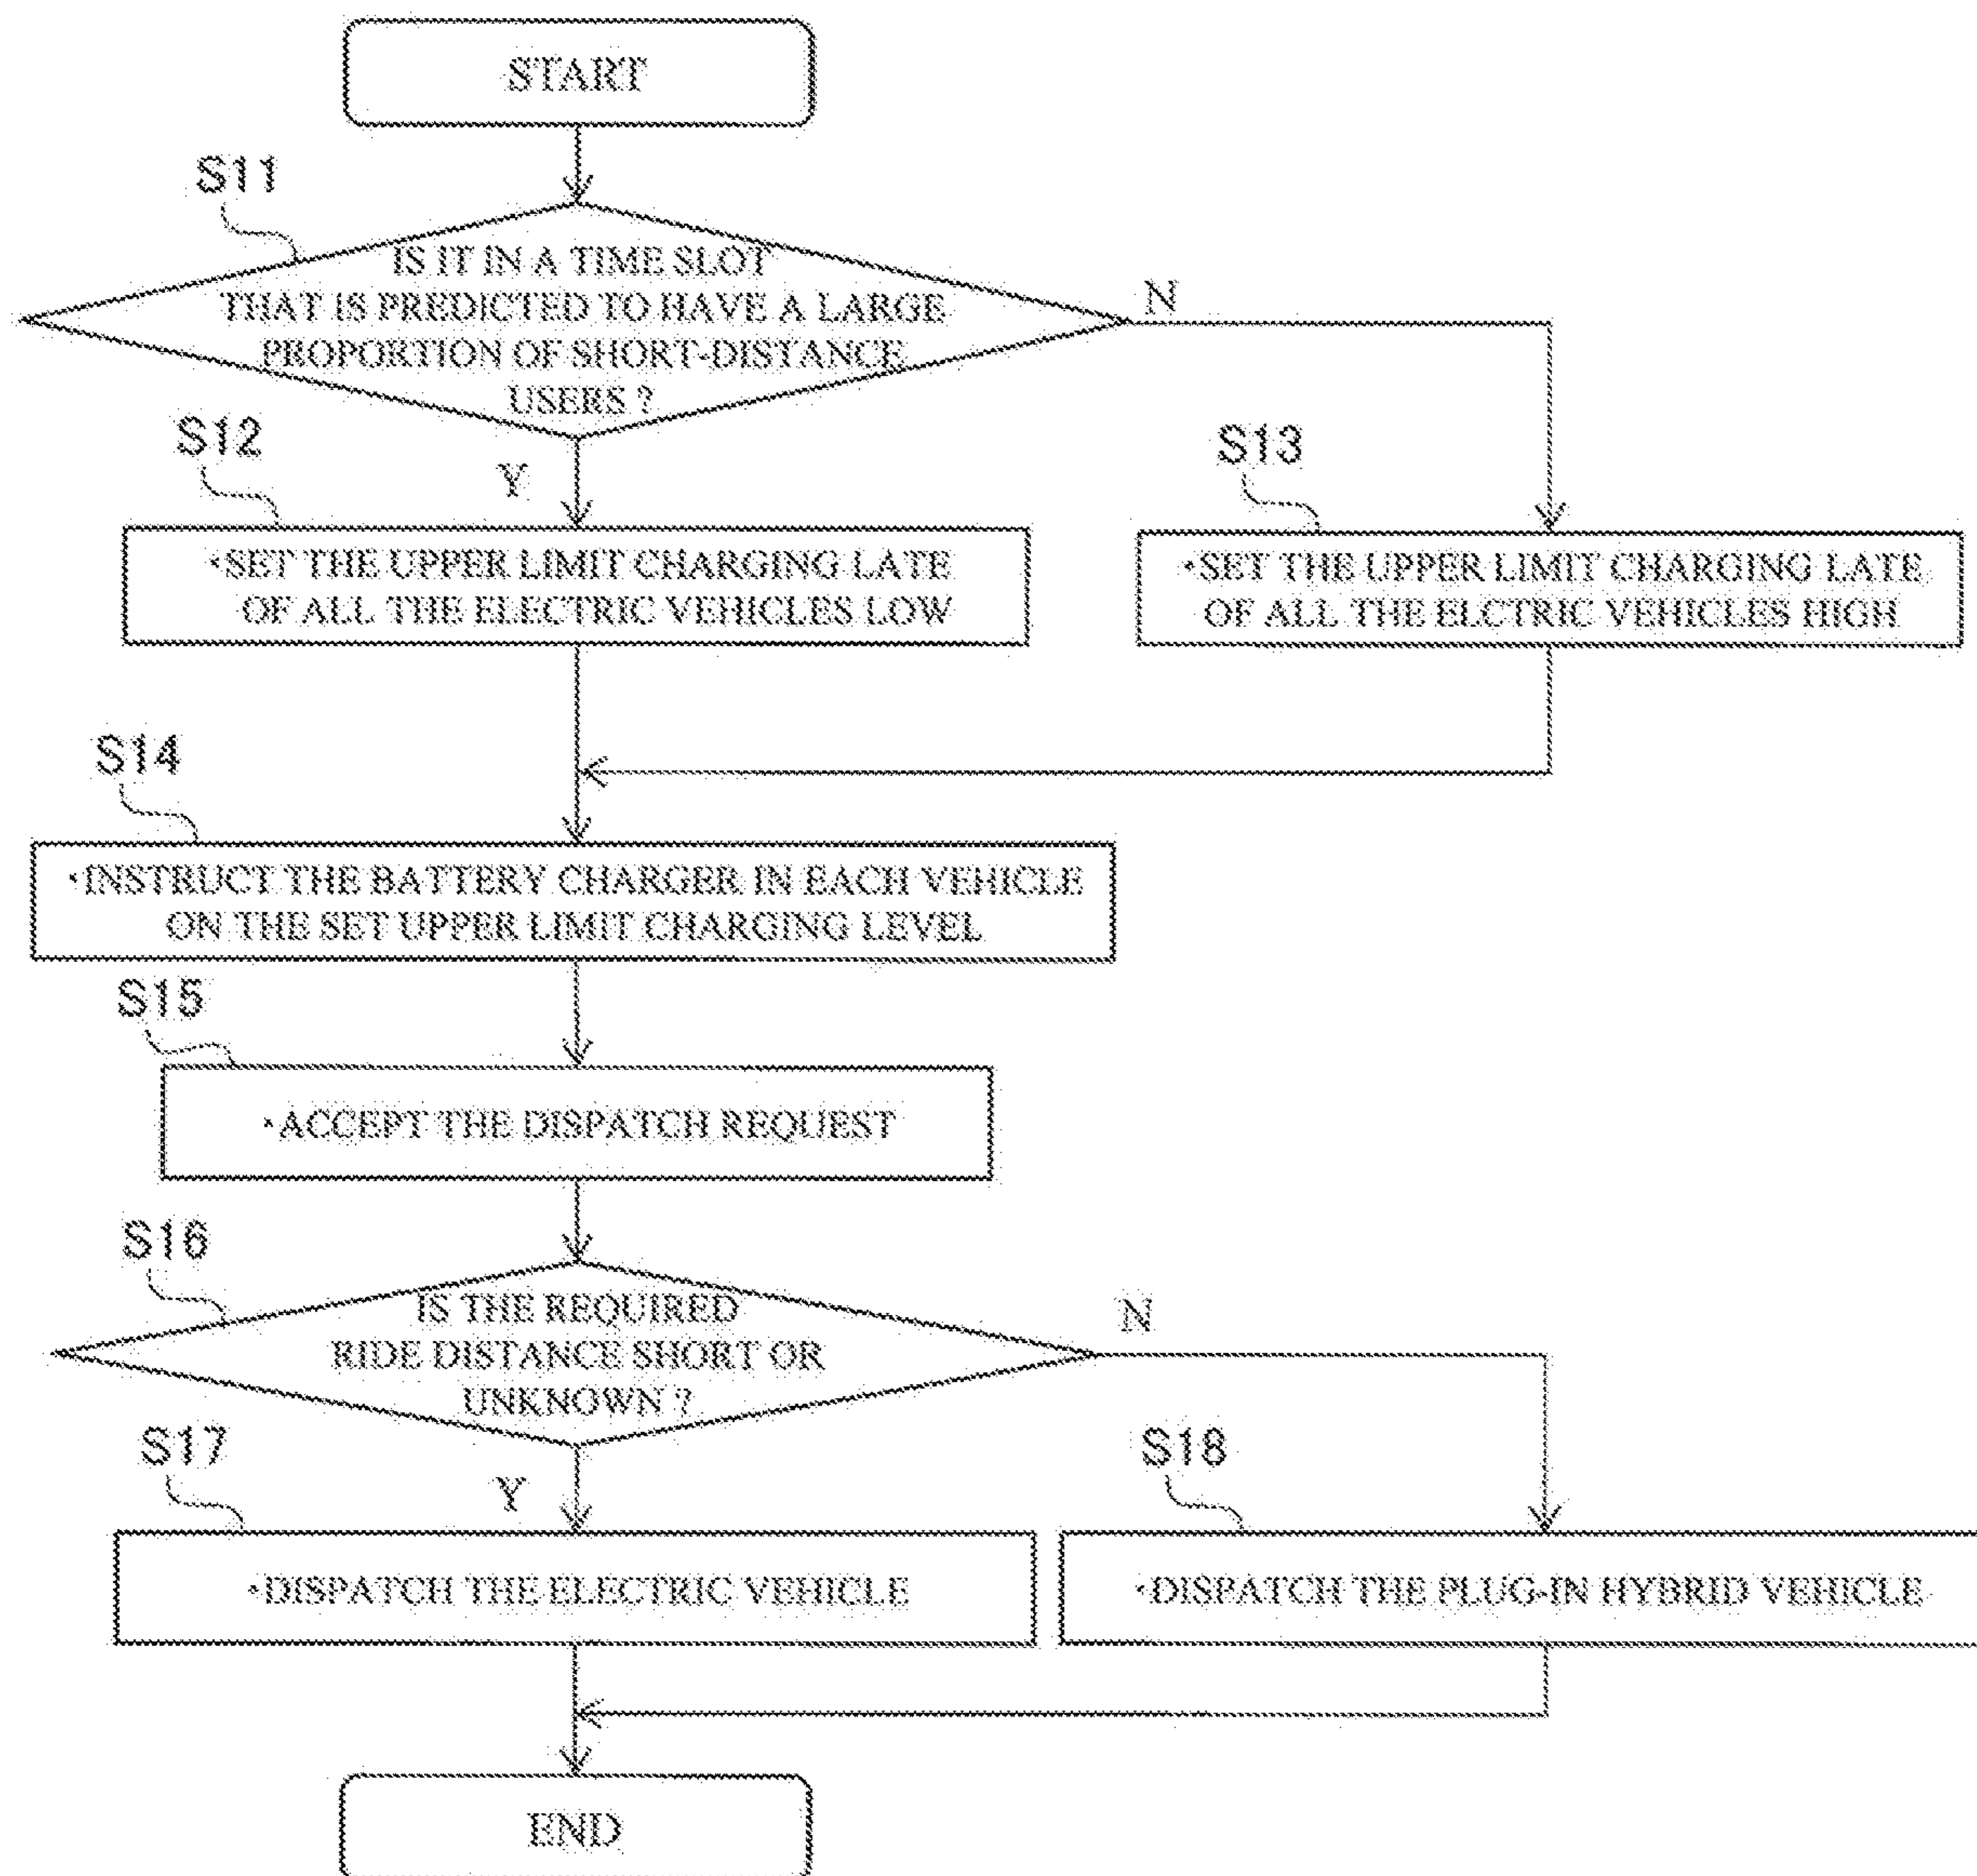 START
S11
IS IT IN A TIME SLOT
THAT IS PREDICTED TO HAVE A LARGE
PROPORTION OF SHORT-DISTANCE
USERS ?
N
S12
Y
S13
•SET THE UPPER LIMIT CHARGING LATE
OF ALL THE ELECTRIC VEHICLES LOW
•SET THE UPPER LIMIT CHARGING LATE
OF ALL THE ELCTRIC VEHICLES HIGH
S14
•INSTRUCT THE BATTERY CHARGER IN EACH VEHICLE
ON THE SET UPPER LIMIT CHARGING LEVEL
S15
•ACCEPT THE DISPATCH REQUEST
S16
IS THE REQUIRED
RIDE DISTANCE SHORT OR
UNKNOWN ?
N
S17
Y
S18
•DISPATCH THE ELECTRIC VEHICLE
•DISPATCH THE PLUG-IN HYBRID VEHICLE
END